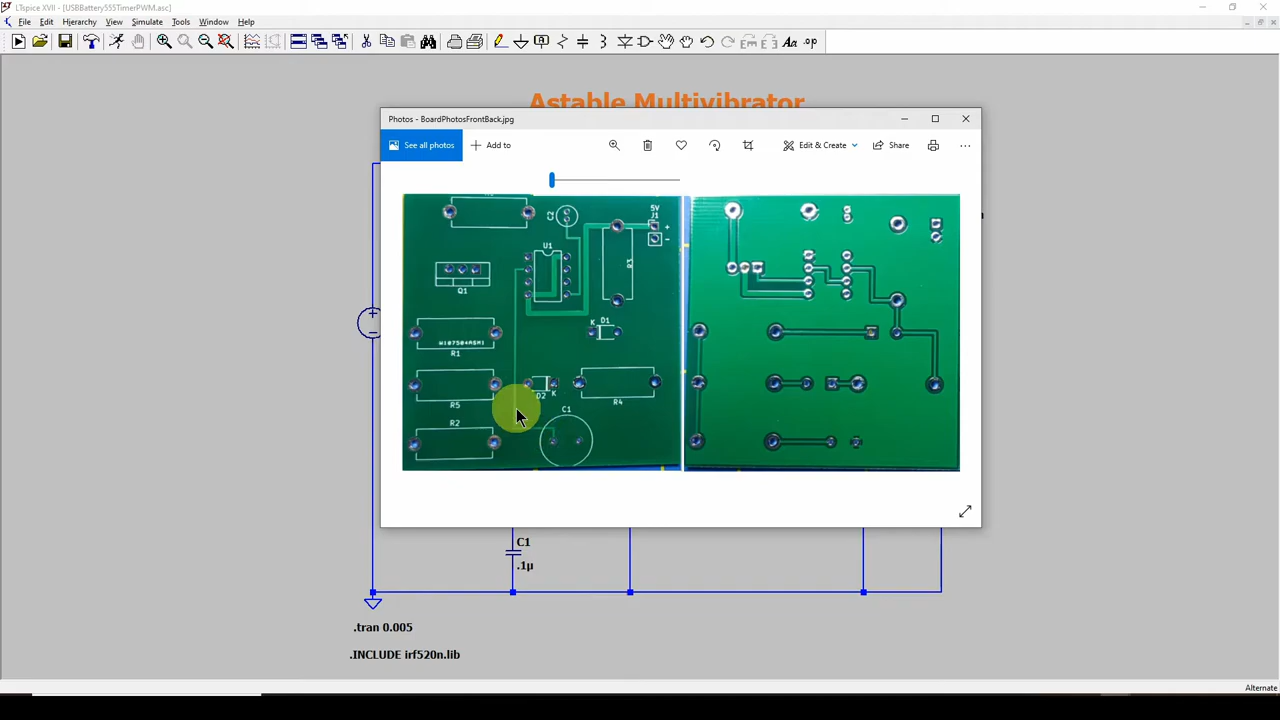 LTspice XVII - [USBBattery555TimerPWM.asc]
File Edit Hierarchy View Simulate Tools Window Help
Astable Multivibrator
Photos - BoardPhotosFrontBack.jpg
See all photos
Add to
Edit & Create
Share
C2
5V
J1
+
-
U1
R3
Q1
K D1
R1
D2 K
R5
R4
R2
C1
C1
.1µ
.tran 0.005
.INCLUDE irf520n.lib
Alternate